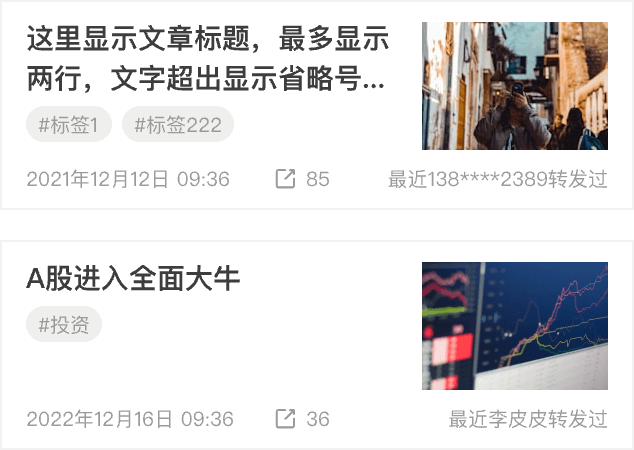 这里显示文章标题，最多显示
两行，文字超出显示省略号...
#标签1 #标签222
2021年12月12日 09:36 85 最近138****2389转发过
A股进入全面大牛
#投资
2022年12月16日 09:36 36 最近李皮皮转发过